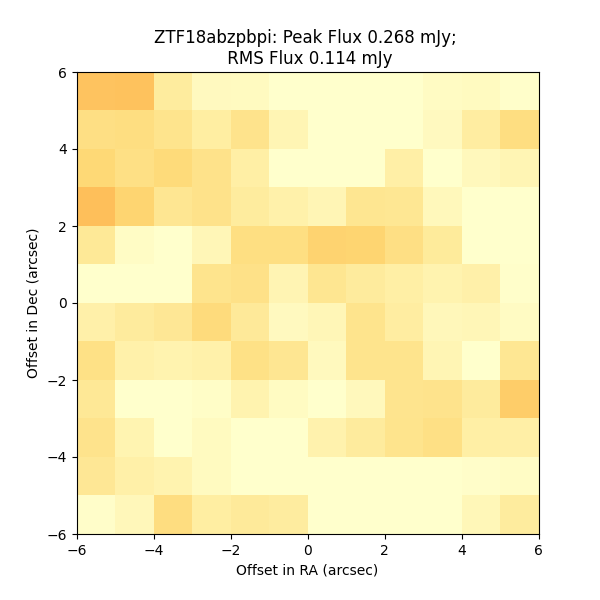 ZTF18abzpbpi: Peak Flux 0.268 mJy;
RMS Flux 0.114 mJy
6
4
2
0
−2
−4
−6
Offset in Dec (arcsec)
−6 −4 −2 0 2 4 6
Offset in RA (arcsec)